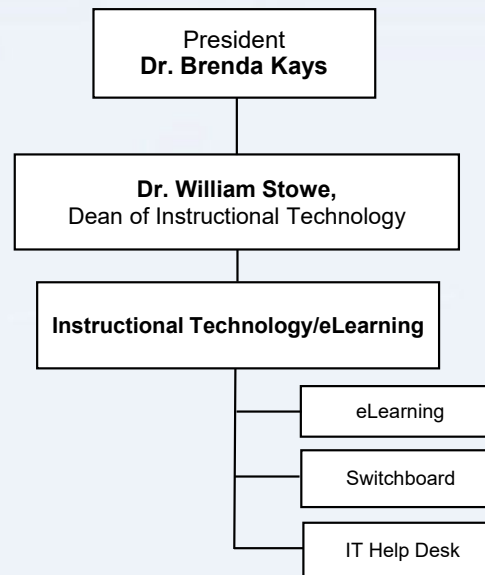 President
Dr. Brenda Kays
Dr. William Stowe,
Dean of Instructional Technology
Instructional Technology/eLearning
eLearning
Switchboard
IT Help Desk